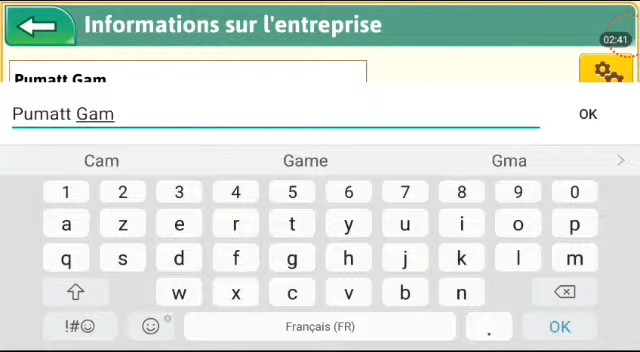 Informations sur l'entreprise
02:41
Pumatt Gam
Pumatt Gam
OK
Cam Game Gma
1 2 3 4 5 6 7 8 9 0
a z e r t y u i o p
q s d f g h j k l m
w x c v b n
!#☺ Français (FR) . OK